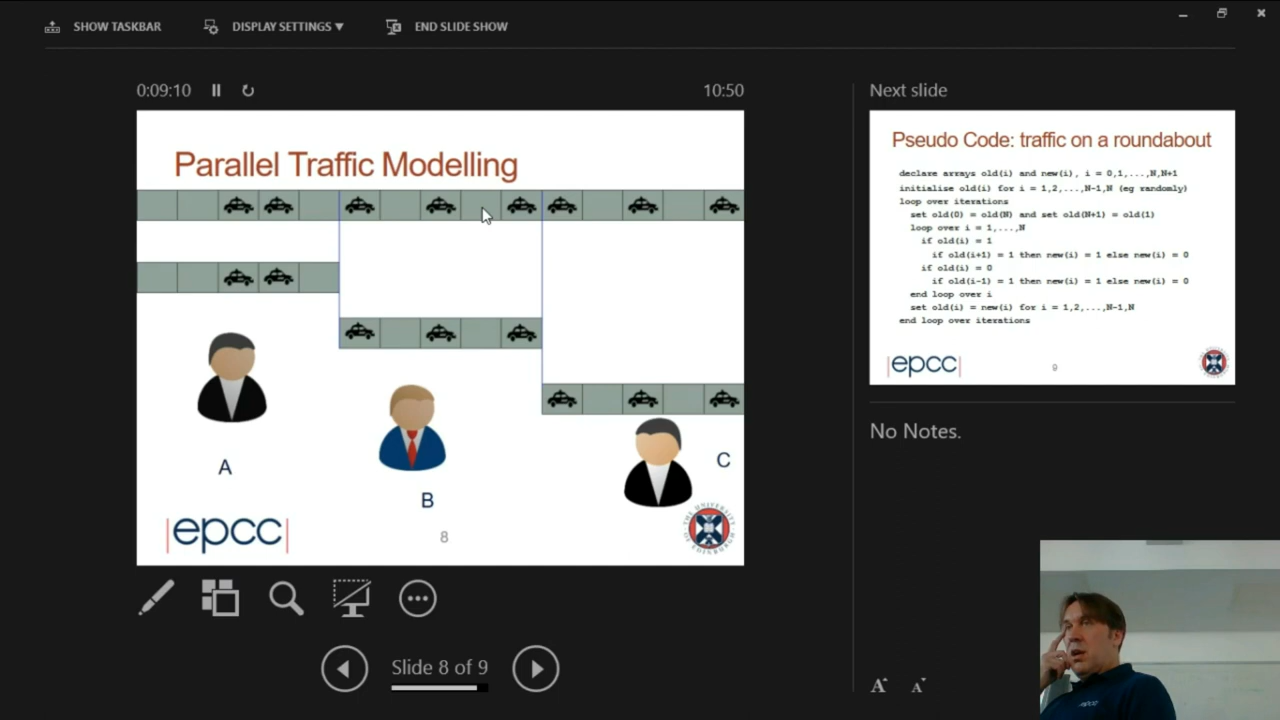 SHOW TASKBAR
DISPLAY SETTINGS ▼
END SLIDE SHOW
0:09:10
10:50
Parallel Traffic Modelling
A
B
C
|epcc|
8
THE UNIVERSITY OF EDINBURGH
Slide 8 of 9
Next slide
Pseudo Code: traffic on a roundabout
declare arrays old(i) and new(i), i = 0,1,...,N,N+1
initialise old(i) for i = 1,2,...,N-1,N (eg randomly)
loop over iterations
set old(0) = old(N) and set old(N+1) = old(1)
loop over i = 1,...,N
if old(i) = 1
if old(i+1) = 1 then new(i) = 1 else new(i) = 0
if old(i) = 0
if old(i-1) = 1 then new(i) = 1 else new(i) = 0
end loop over i
set old(i) = new(i) for i = 1,2,...,N-1,N
end loop over iterations
|epcc|
9
No Notes.
A A
epcc